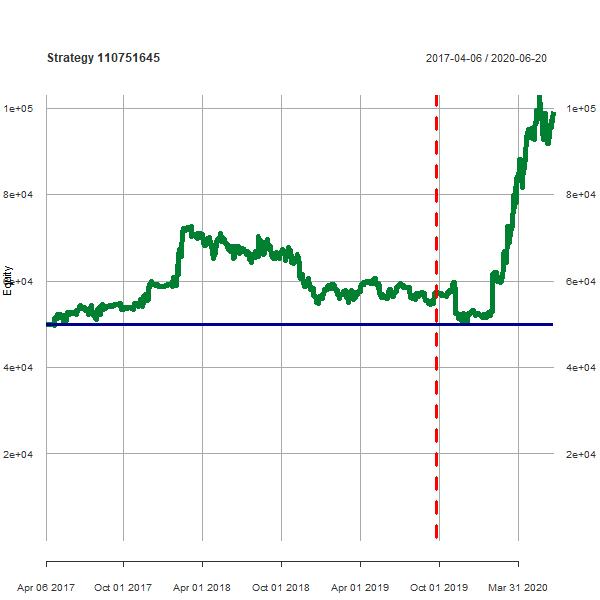 Strategy 110751645
2017-04-06 / 2020-06-20
1e+05
1e+05
8e+04
8e+04
Equity
6e+04
6e+04
4e+04
4e+04
2e+04
2e+04
Apr 06 2017
Oct 01 2017
Apr 01 2018
Oct 01 2018
Apr 01 2019
Oct 01 2019
Mar 31 2020